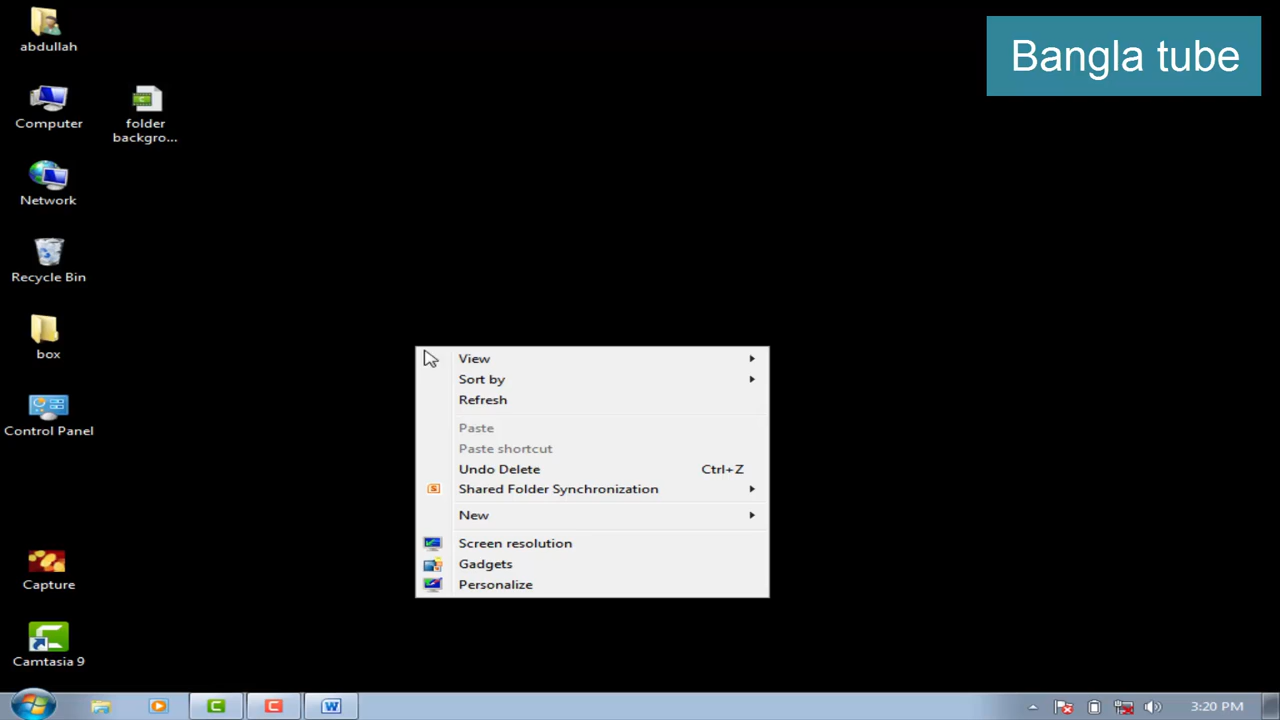 Bangla tube
abdullah
Computer
folder
backgro...
Network
Recycle Bin
box
Control Panel
Capture
Camtasia 9
View
Sort by
Refresh
Paste
Paste shortcut
Undo Delete Ctrl+Z
Shared Folder Synchronization
New
Screen resolution
Gadgets
Personalize
3:20 PM